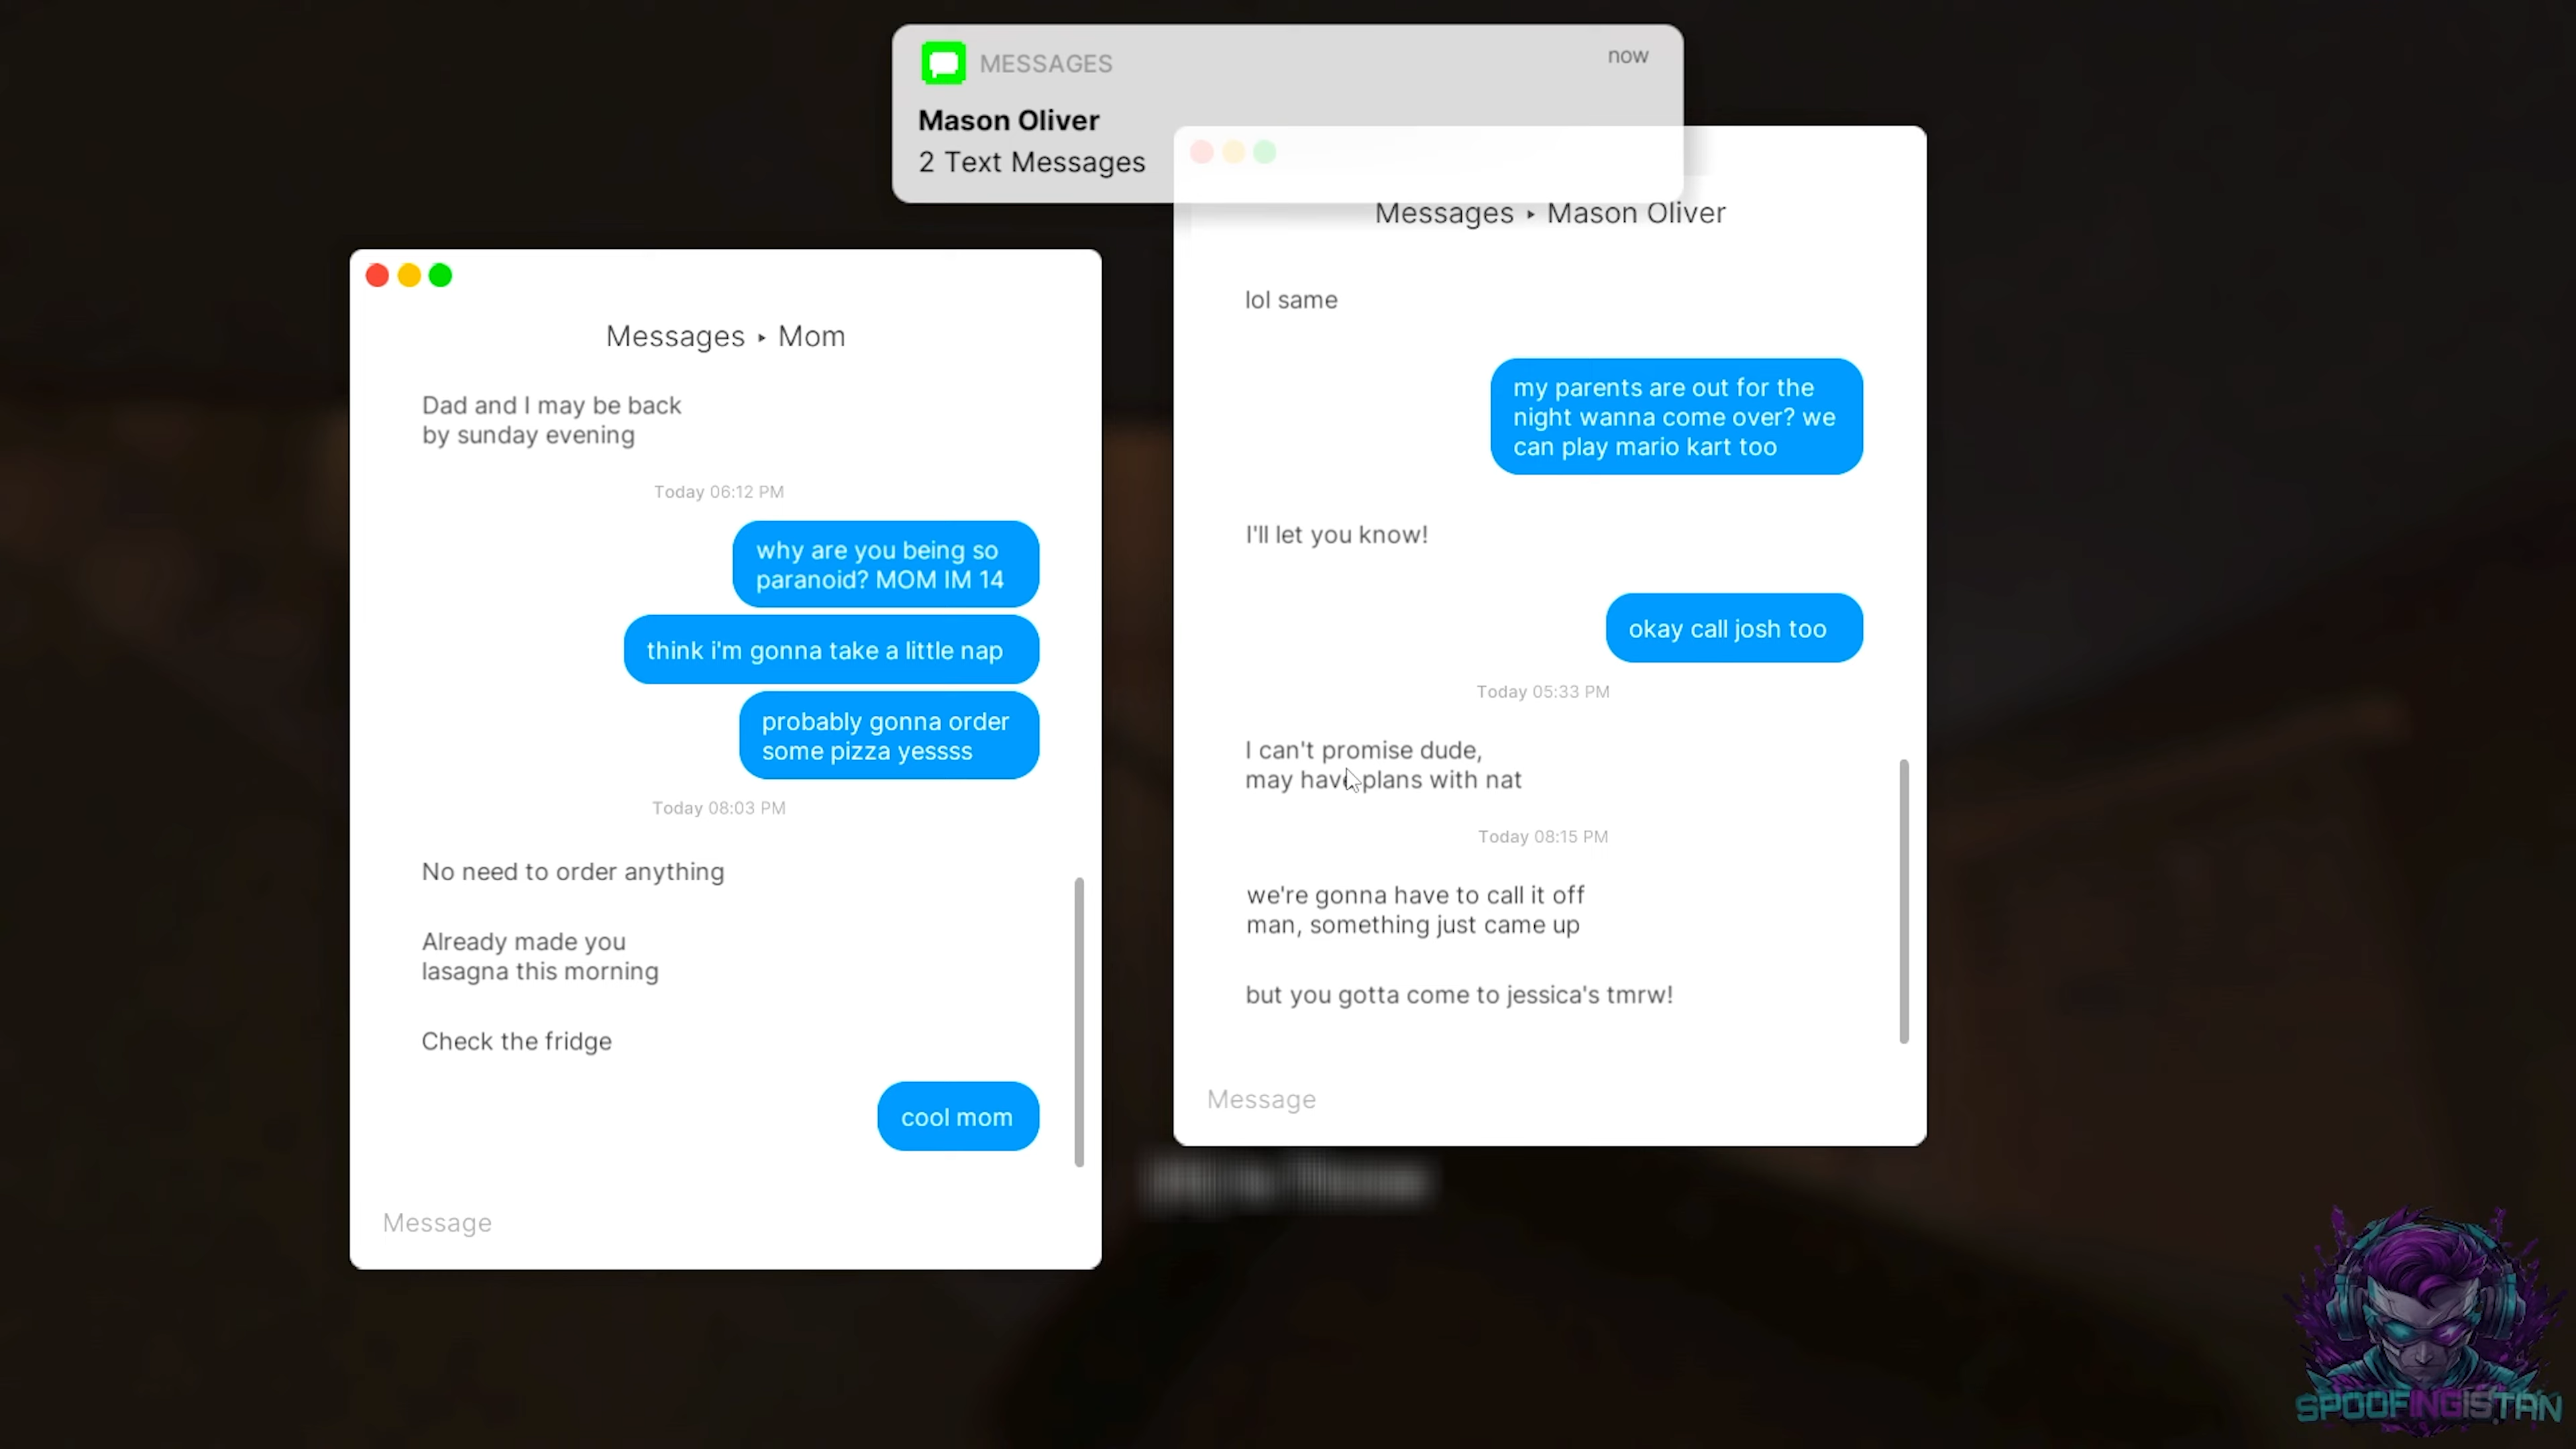 MESSAGES
now
Mason Oliver
2 Text Messages
Messages ▸ Mom
Dad and I may be back
by sunday evening
Today 06:12 PM
why are you being so
paranoid? MOM IM 14
think i'm gonna take a little nap
probably gonna order
some pizza yessss
Today 08:03 PM
No need to order anything
Already made you
lasagna this morning
Check the fridge
cool mom
Message
Messages ▸ Mason Oliver
lol same
my parents are out for the
night wanna come over? we
can play mario kart too
I'll let you know!
okay call josh too
Today 05:33 PM
I can't promise dude,
may have plans with nat
Today 08:15 PM
we're gonna have to call it off
man, something just came up
but you gotta come to jessica's tmrw!
Message
SPOOFINGISTAN